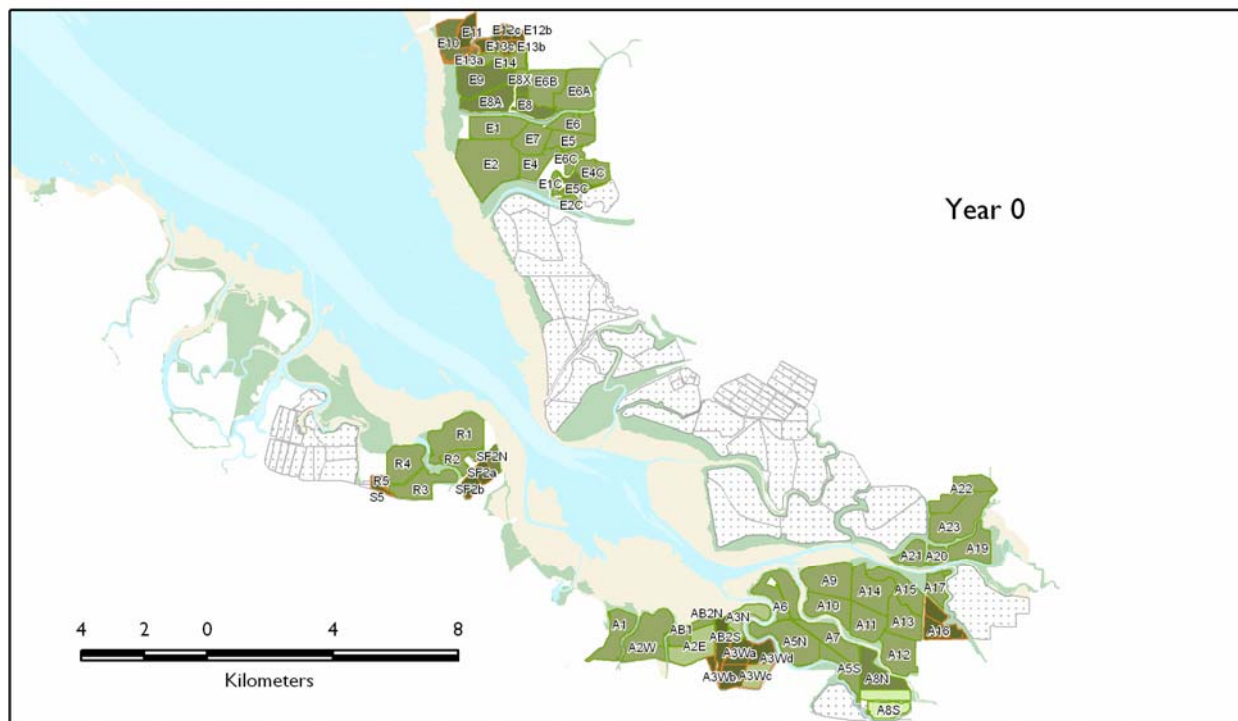 E11 E12c E12b
E10 E13c E13b
E13a E14
E9 E8X E6B
E6A
E8A E8
E1 E6
E7 E5
E2 E4 E6C
E4C
E1C E5C
E2C
Year 0
R1
R4 R2 SF2N
SF2a
R5 R3 SF2b
S5
A22
A23
A21 A20 A19
A9 A14 A15 A17
A6 A10
A1 AB2N A3N A11 A13 A16
AB1 AB2S
A2W A2E A5N A7
A3Wa A3Wd A12
A3Wb A3Wc A5S A8N
A8S
4 2 0 4 8
Kilometers